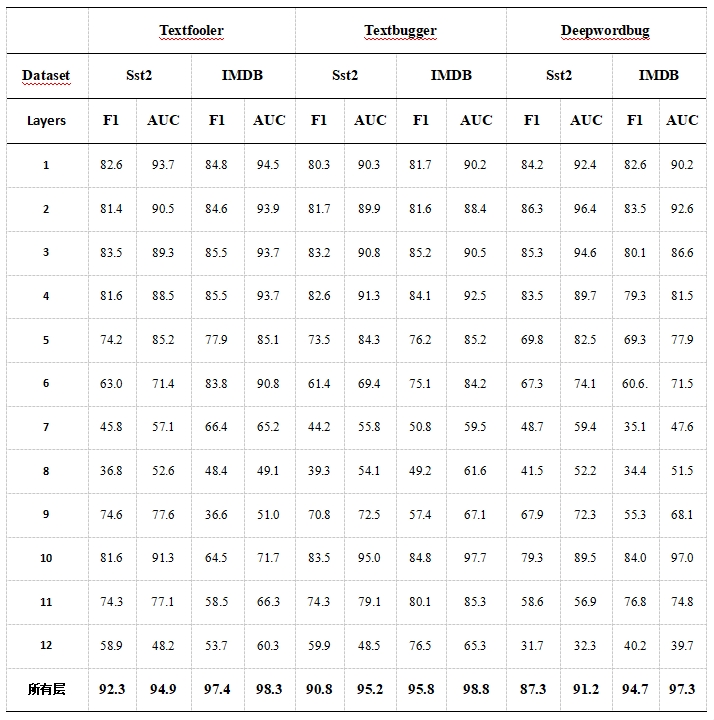 Textfooler Textbugger Deepwordbug
Dataset Sst2 IMDB Sst2 IMDB Sst2 IMDB
Layers F1 AUC F1 AUC F1 AUC F1 AUC F1 AUC F1 AUC
1 82.6 93.7 84.8 94.5 80.3 90.3 81.7 90.2 84.2 92.4 82.6 90.2
2 81.4 90.5 84.6 93.9 81.7 89.9 81.6 88.4 86.3 96.4 83.5 92.6
3 83.5 89.3 85.5 93.7 83.2 90.8 85.2 90.5 85.3 94.6 80.1 86.6
4 81.6 88.5 85.5 93.7 82.6 91.3 84.1 92.5 83.5 89.7 79.3 81.5
5 74.2 85.2 77.9 85.1 73.5 84.3 76.2 85.2 69.8 82.5 69.3 77.9
6 63.0 71.4 83.8 90.8 61.4 69.4 75.1 84.2 67.3 74.1 60.6. 71.5
7 45.8 57.1 66.4 65.2 44.2 55.8 50.8 59.5 48.7 59.4 35.1 47.6
8 36.8 52.6 48.4 49.1 39.3 54.1 49.2 61.6 41.5 52.2 34.4 51.5
9 74.6 77.6 36.6 51.0 70.8 72.5 57.4 67.1 67.9 72.3 55.3 68.1
10 81.6 91.3 64.5 71.7 83.5 95.0 84.8 97.7 79.3 89.5 84.0 97.0
11 74.3 77.1 58.5 66.3 74.3 79.1 80.1 85.3 58.6 56.9 76.8 74.8
12 58.9 48.2 53.7 60.3 59.9 48.5 76.5 65.3 31.7 32.3 40.2 39.7
所有层 92.3 94.9 97.4 98.3 90.8 95.2 95.8 98.8 87.3 91.2 94.7 97.3